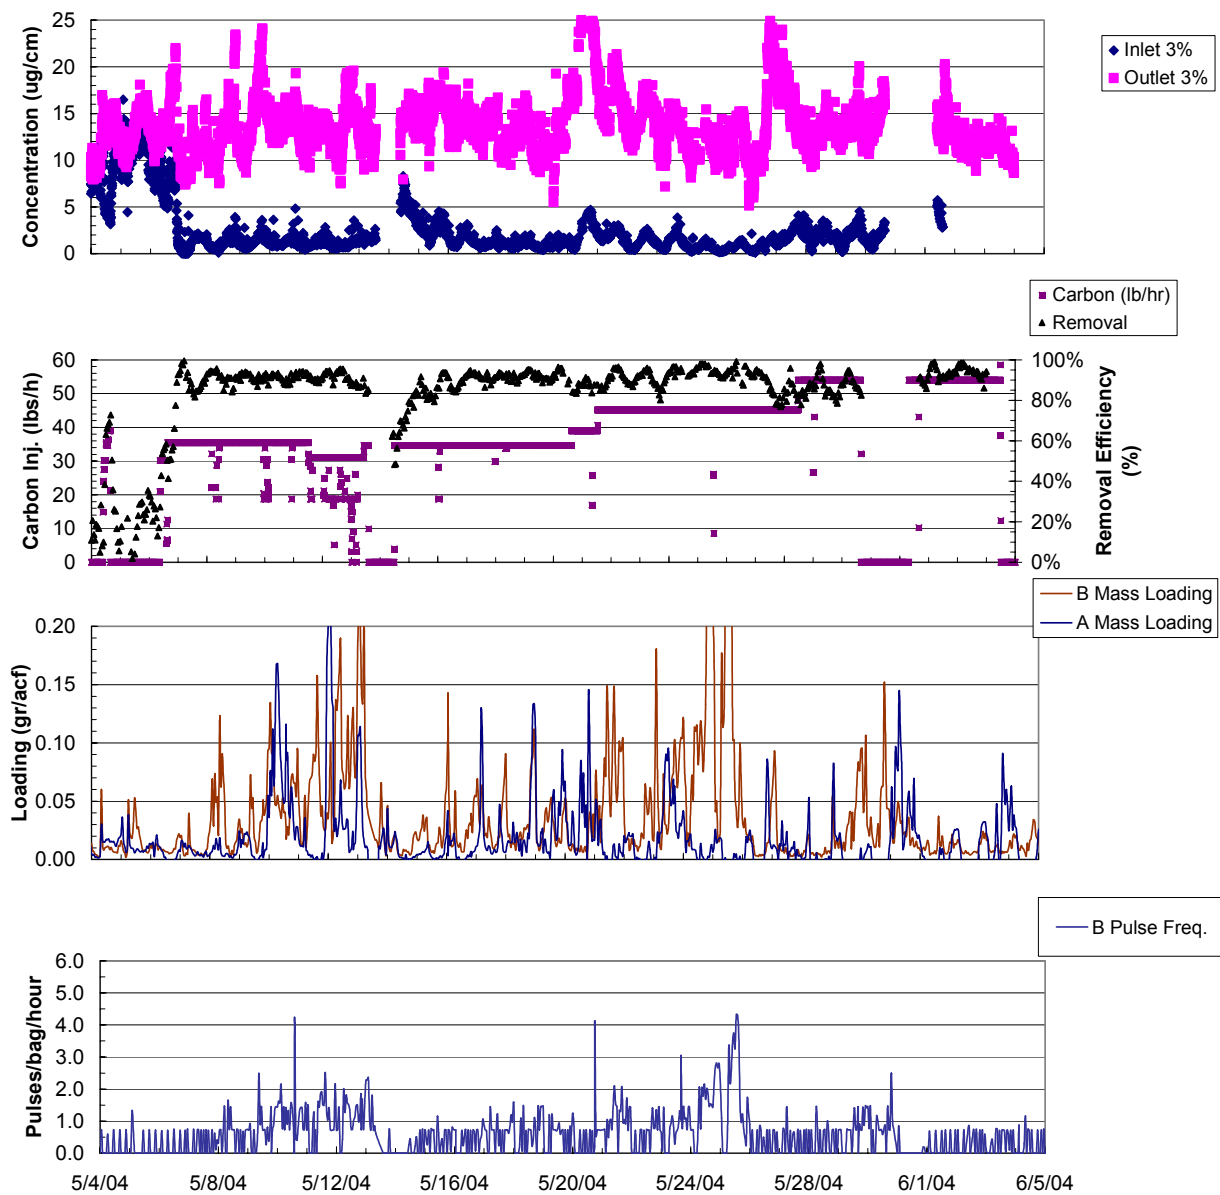 Concentration (ug/cm)
25
20
15
10
5
0
Inlet 3%
Outlet 3%
Carbon (lb/hr)
Removal
Carbon Inj. (lbs/h)
60
50
40
30
20
10
0
100%
80%
60%
40%
20%
0%
Removal Efficiency
(%)
B Mass Loading
A Mass Loading
Loading (gr/acf)
0.20
0.15
0.10
0.05
0.00
B Pulse Freq.
Pulses/bag/hour
6.0
5.0
4.0
3.0
2.0
1.0
0.0
5/4/04 5/8/04 5/12/04 5/16/04 5/20/04 5/24/04 5/28/04 6/1/04 6/5/04